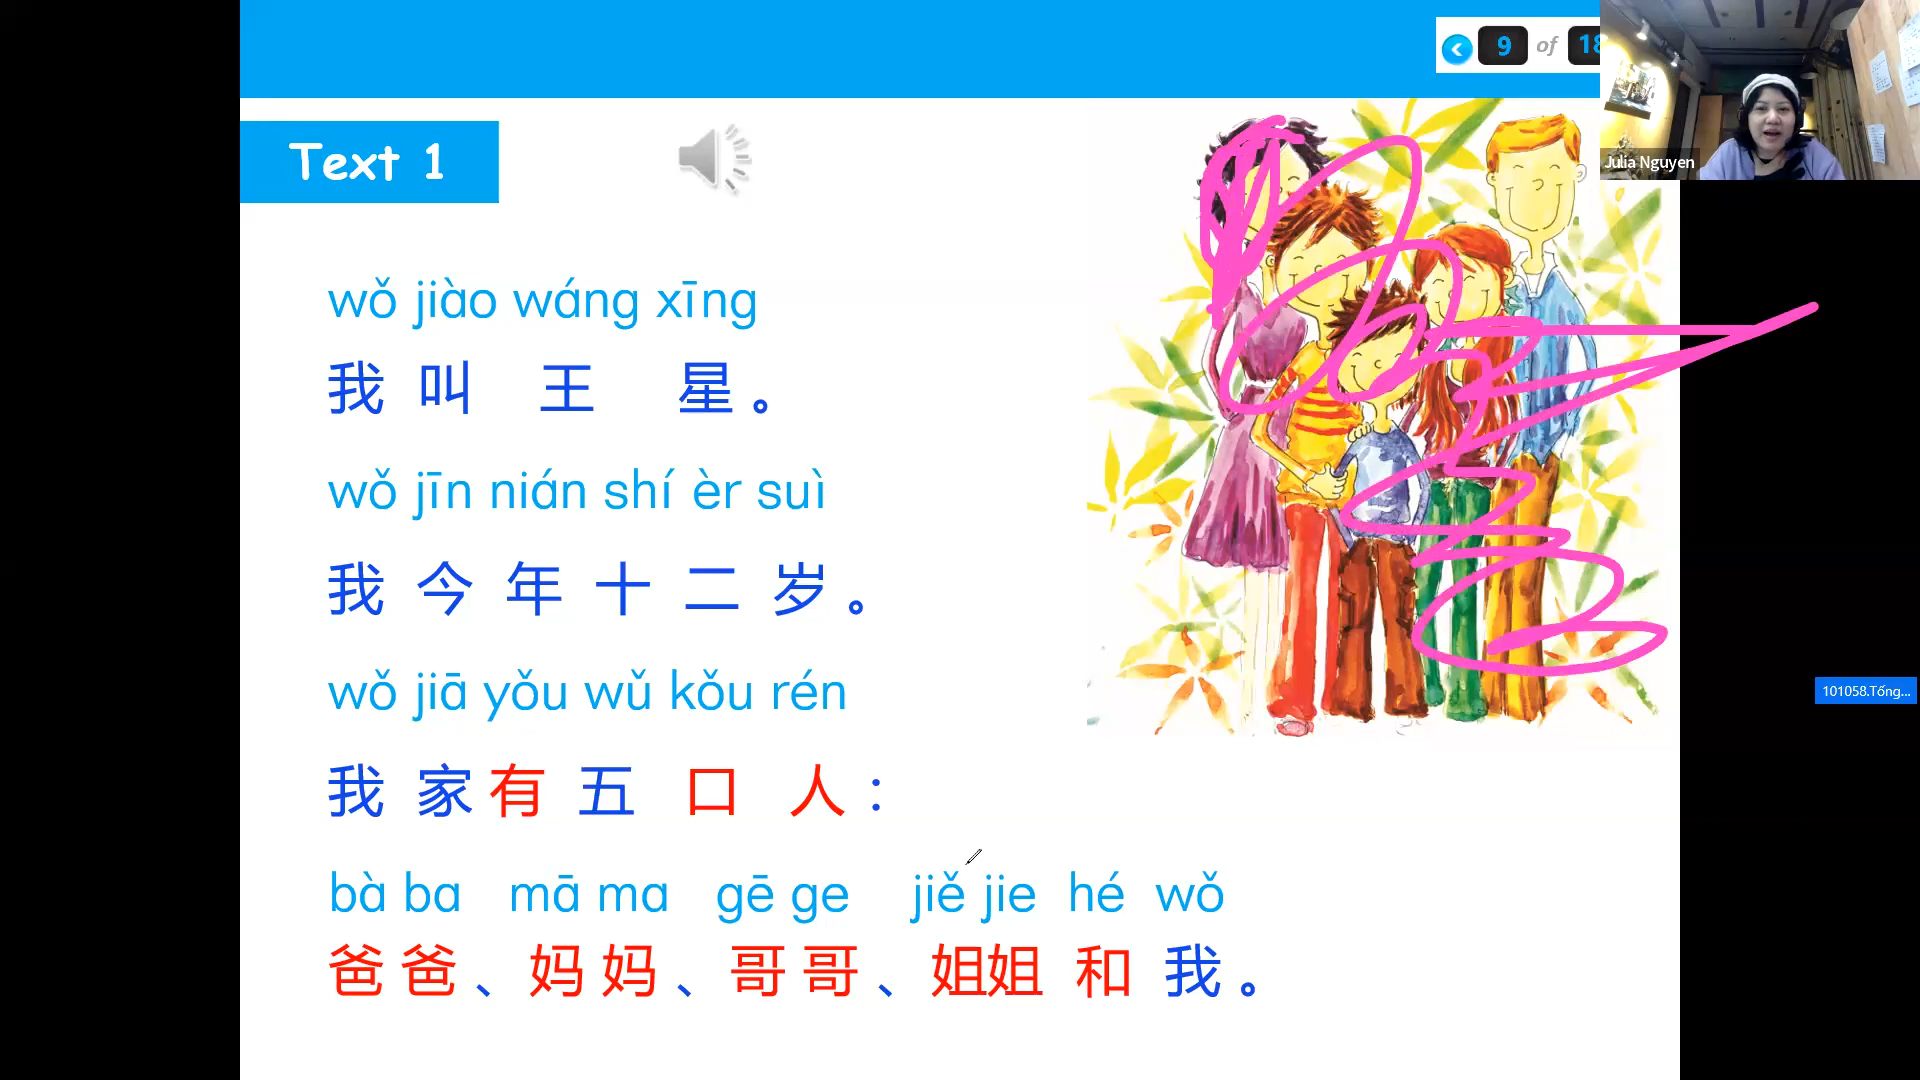 9 of 18
Julia Nguyen
Text 1
wǒ jiào wáng xīng
我 叫 王 星 。
wǒ jīn nián shí èr suì
我 今 年 十 二 岁 。
wǒ jiā yǒu wǔ kǒu rén
我 家 有 五 口 人 :
101058.Tống...
bà ba mā ma gē ge jiě jie hé wǒ
爸 爸 、 妈 妈 、 哥 哥 、 姐姐 和 我 。